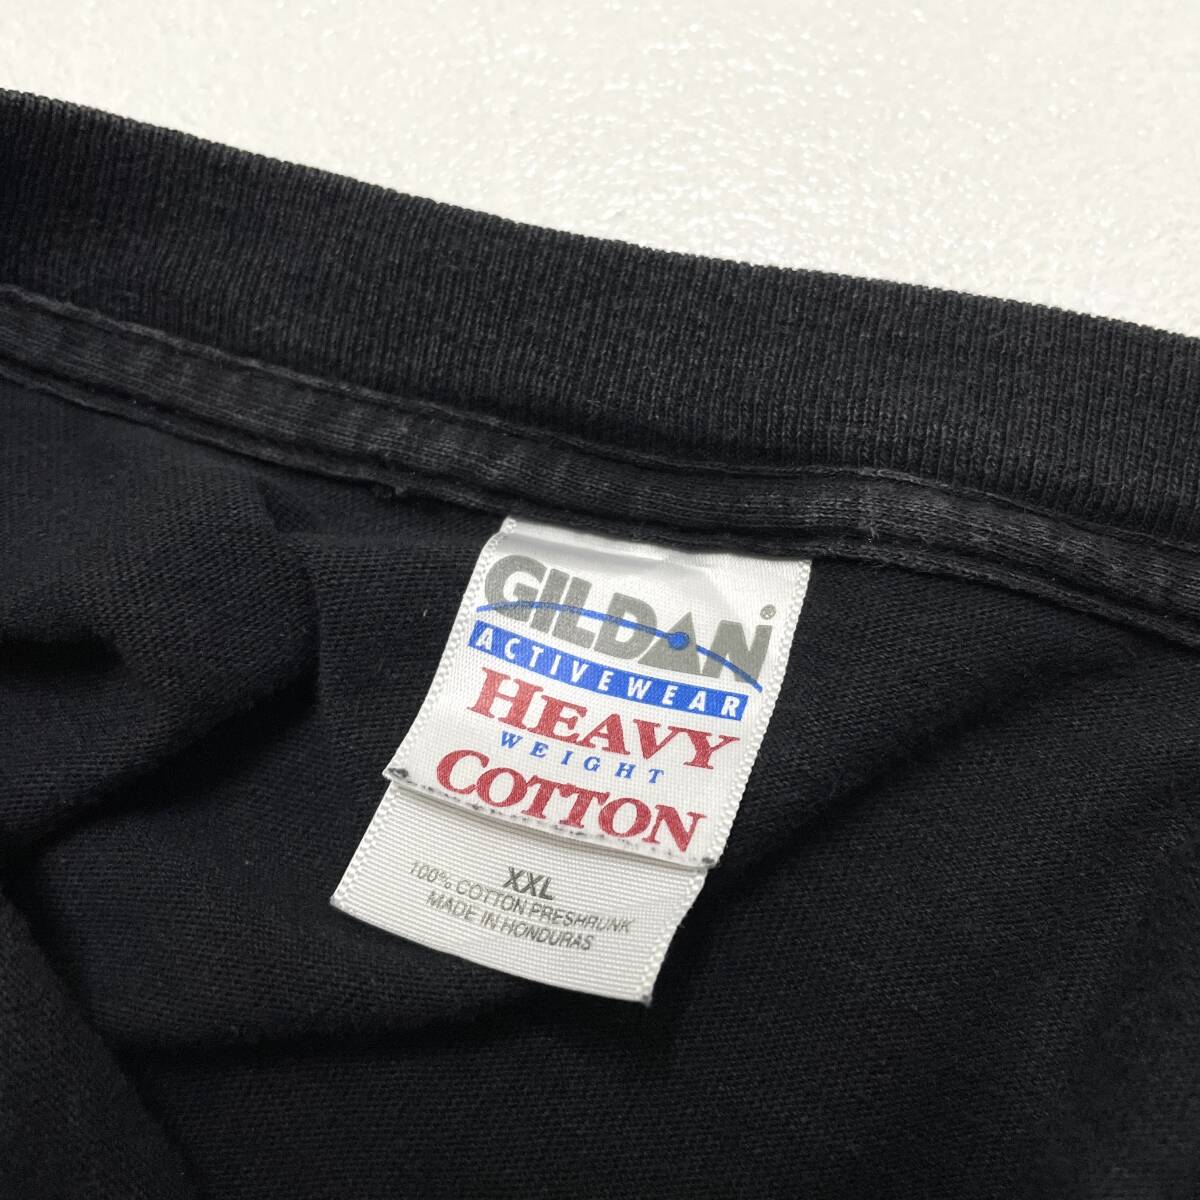 GILDAN
ACTIVEWEAR
HEAVY
WEIGHT
COTTON
XXL
100% COTTON PRESHRUNK
MADE IN HONDURAS